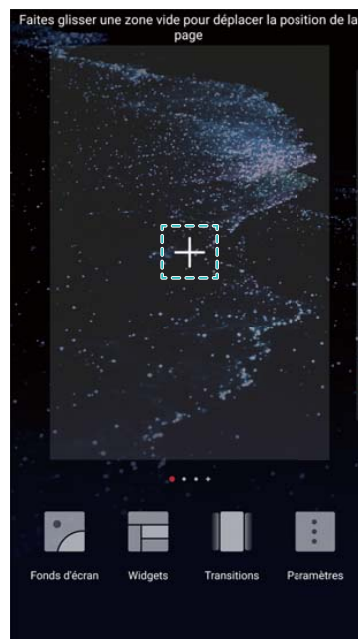 Faites glisser une zone vide pour déplacer la position de la
page
Fonds d'écran
Widgets
Transitions
Paramètres